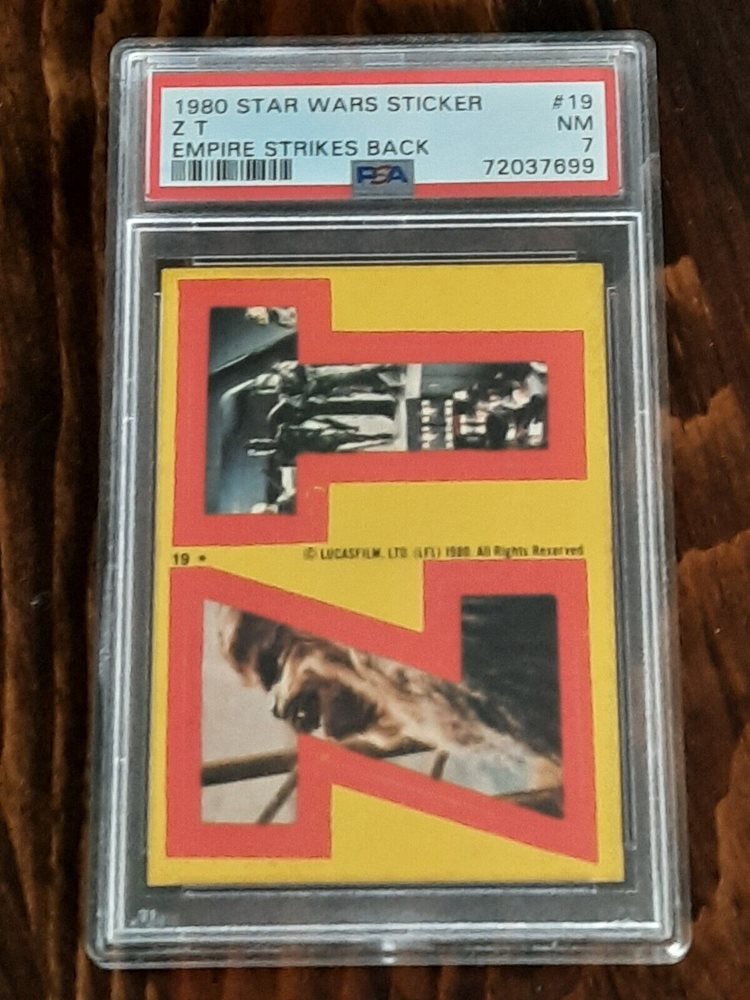 1980 STAR WARS STICKER #19
Z T NM
EMPIRE STRIKES BACK 7
PSA 72037699
T
19 * © LUCASFILM, LTD. (LFL) 1980. All Rights Reserved
Z